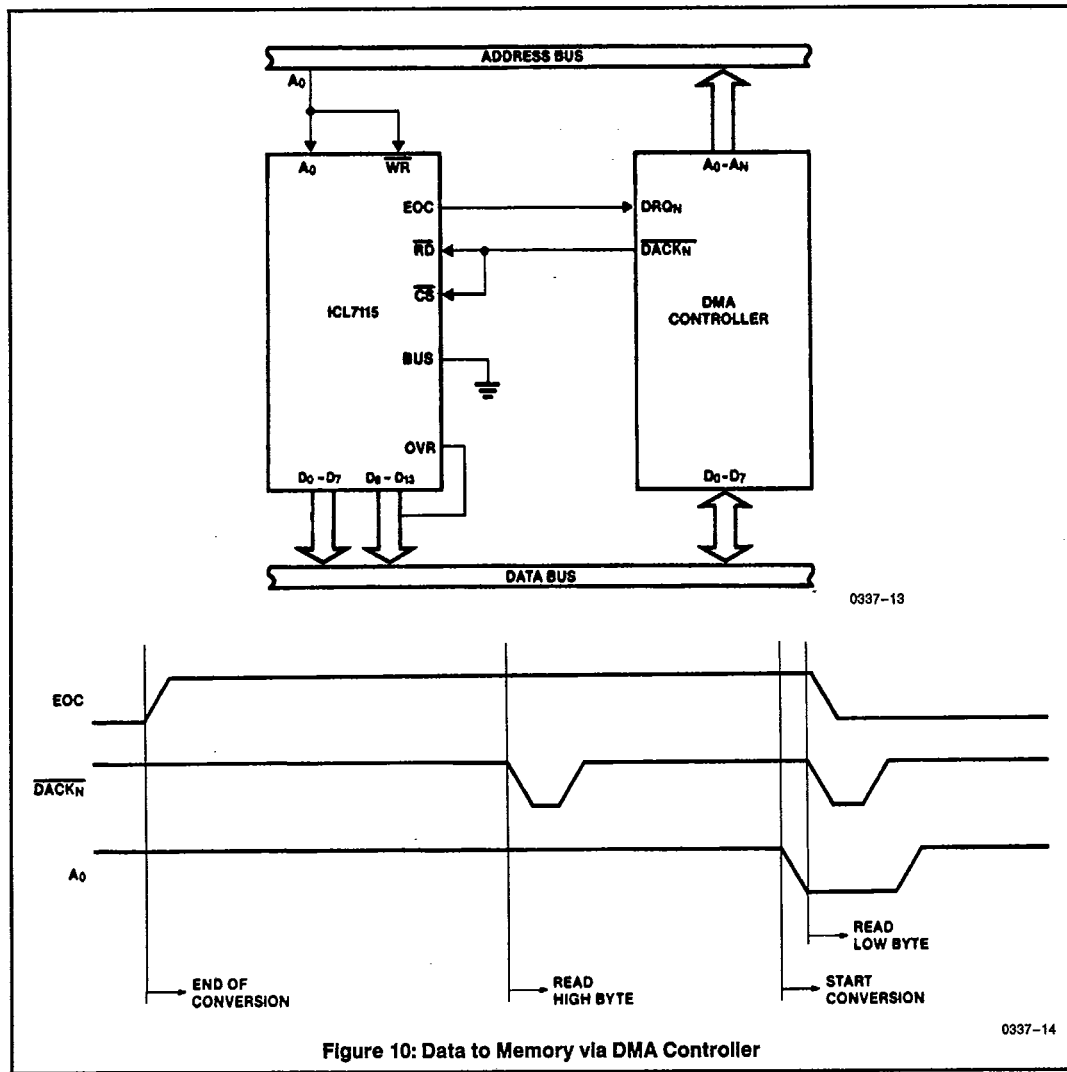 ADDRESS BUS
A0
A0
WR
A0-AN
EOC
DRQN
RD
DACKN
CS
ICL7115
DMA
CONTROLLER
BUS
OVR
D0-D7
D8-D13
D0-D7
DATA BUS
0337-13
EOC
DACKN
A0
READ
LOW BYTE
END OF
CONVERSION
READ
HIGH BYTE
START
CONVERSION
0337-14
Figure 10: Data to Memory via DMA Controller